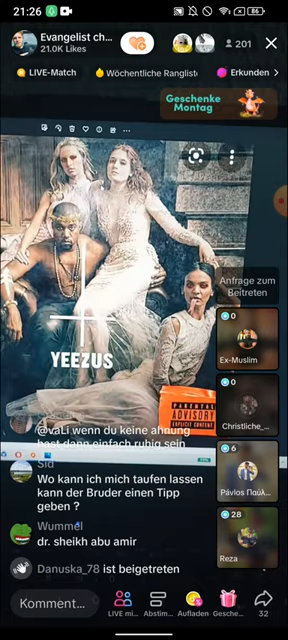 21:26
86
Evangelist ch...
21.0K Likes
201
LIVE-Match
Wöchentliche Ranglist
Erkunden
Geschenke
Montag
Anfrage zum
Beitreten
0
Ex-Muslim
YEEZUS
0
Christliche_...
PARENTAL
ADVISORY
EXPLICIT CONTENT
@vaLi wenn du keine ahnung
hast dann einfach ruhig sein
6
Pávlos Παύλ...
Sid
Wo kann ich mich taufen lassen
kann der Bruder einen Tipp
geben ?
28
Reza
Wummel
dr. sheikh abu amir
Danuska_78 ist beigetreten
Komment...
LIVE mi...
Abstim...
Aufladen
Gesche...
32